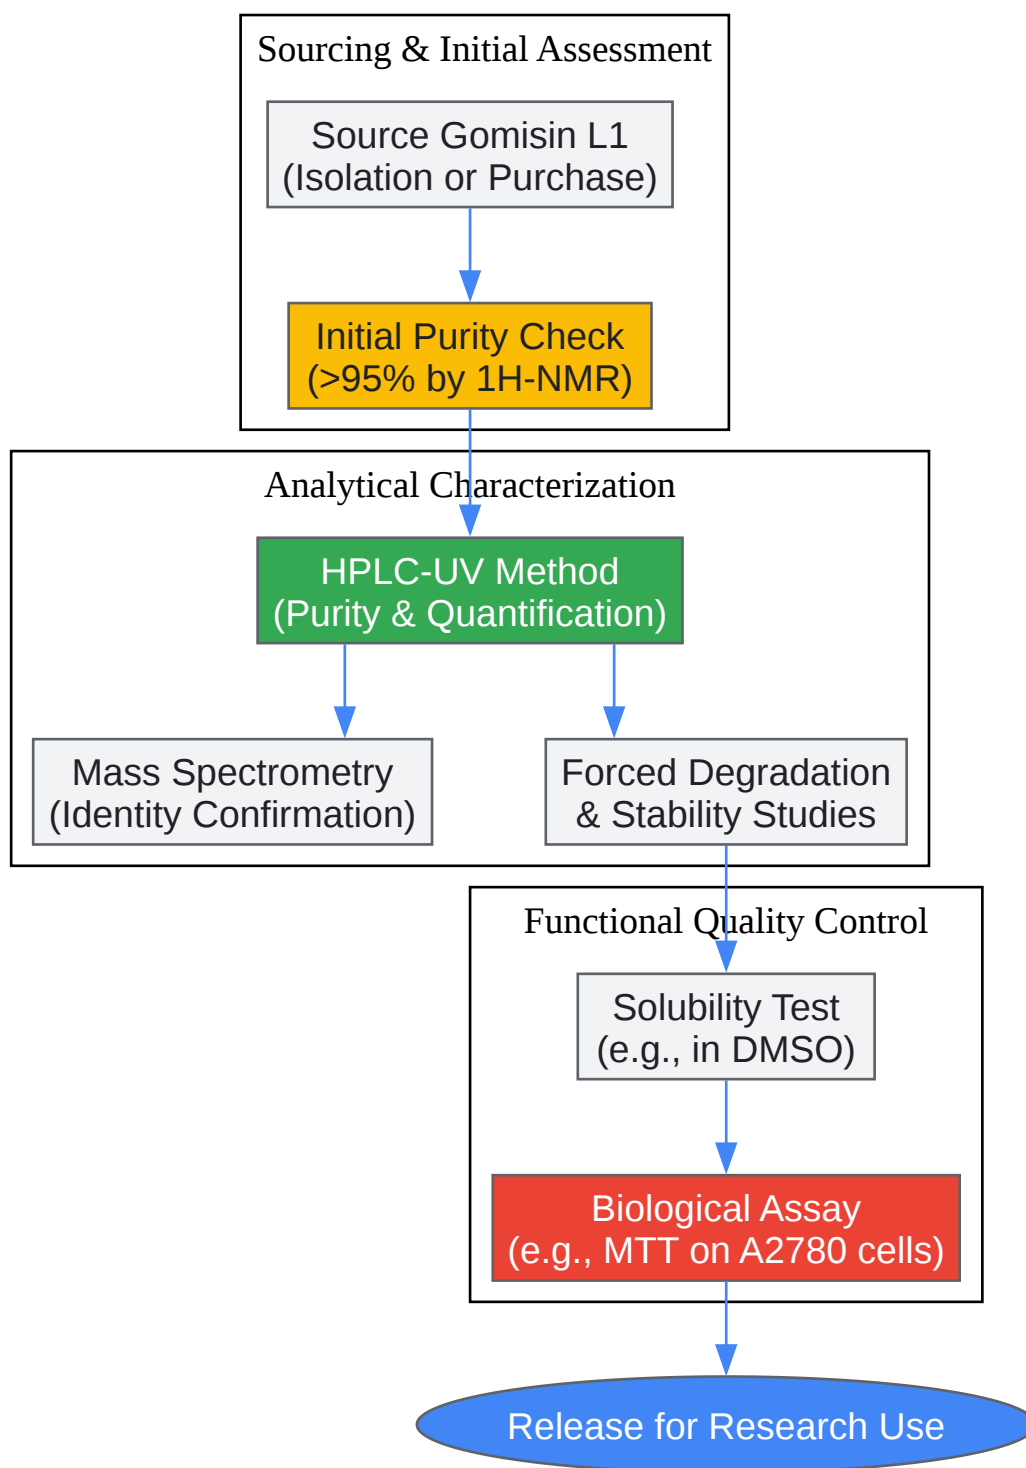 Sourcing & Initial Assessment
Source Gomisin L1
(Isolation or Purchase)
Initial Purity Check
(>95% by 1H-NMR)
Analytical Characterization
HPLC-UV Method
(Purity & Quantification)
Mass Spectrometry
(Identity Confirmation)
Forced Degradation
& Stability Studies
Functional Quality Control
Solubility Test
(e.g., in DMSO)
Biological Assay
(e.g., MTT on A2780 cells)
Release for Research Use